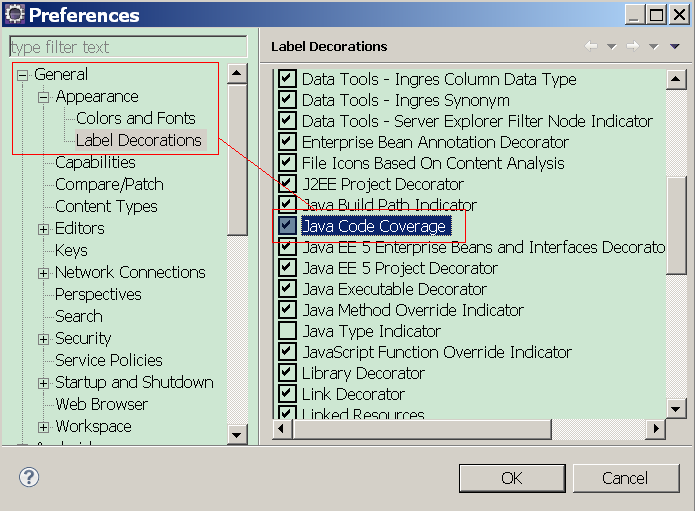 Preferences
type filter text
General
Appearance
Colors and Fonts
Label Decorations
Capabilities
Compare/Patch
Content Types
Editors
Keys
Network Connections
Perspectives
Search
Security
Service Policies
Startup and Shutdown
Web Browser
Workspace
Label Decorations
Data Tools - Ingres Column Data Type
Data Tools - Ingres Synonym
Data Tools - Server Explorer Filter Node Indicator
Enterprise Bean Annotation Decorator
File Icons Based On Content Analysis
J2EE Project Decorator
Java Build Path Indicator
Java Code Coverage
Java EE 5 Enterprise Beans and Interfaces Decorato
Java EE 5 Project Decorator
Java Executable Decorator
Java Method Override Indicator
Java Type Indicator
JavaScript Function Override Indicator
Library Decorator
Link Decorator
Linked Resources
OK
Cancel